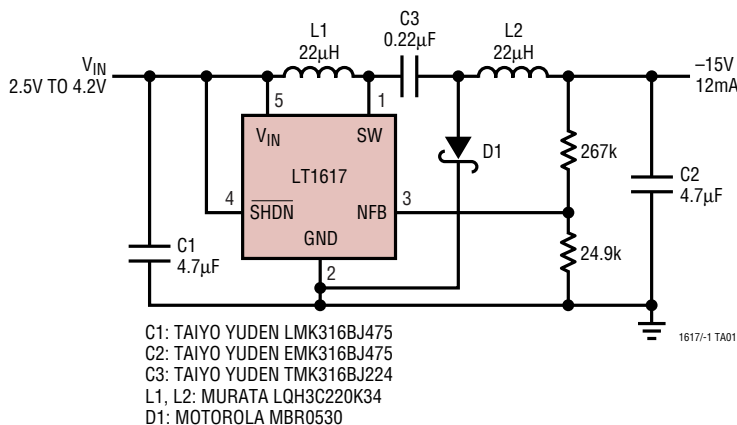 L1
22µH
C3
0.22µF
L2
22µH
VIN
2.5V TO 4.2V
–15V
12mA
5
1
VIN
SW
D1
267k
C2
4.7µF
LT1617
4
SHDN
NFB
3
C1
4.7µF
GND
2
24.9k
1617/-1 TA01
C1: TAIYO YUDEN LMK316BJ475
C2: TAIYO YUDEN EMK316BJ475
C3: TAIYO YUDEN TMK316BJ224
L1, L2: MURATA LQH3C220K34
D1: MOTOROLA MBR0530